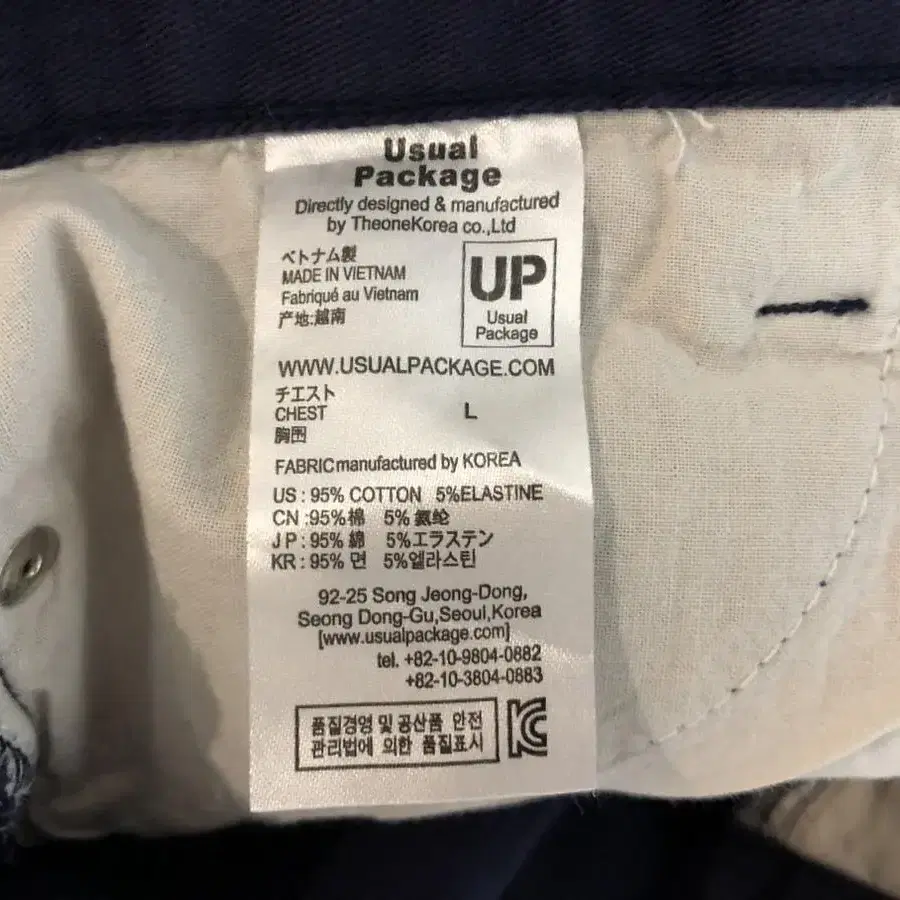 Usual
Package
Directly designed & manufactured
by TheoneKorea co.,Ltd
ベトナム製
MADE IN VIETNAM
Fabriqué au Vietnam
产地:越南
UP
Usual
Package
WWW.USUALPACKAGE.COM
チエスト
CHEST L
胸围
FABRIC manufactured by KOREA
US : 95% COTTON 5%ELASTINE
CN :95%棉 5% 氨纶
JP : 95% 綿 5%エラステン
KR : 95% 면 5%엘라스틴
92-25 Song Jeong-Dong,
Seong Dong-Gu,Seoul,Korea
[www.usualpackage.com]
tel. +82-10-9804-0882
+82-10-3804-0883
품질경영 및 공산품 안전
관리법에 의한 품질표시
KC